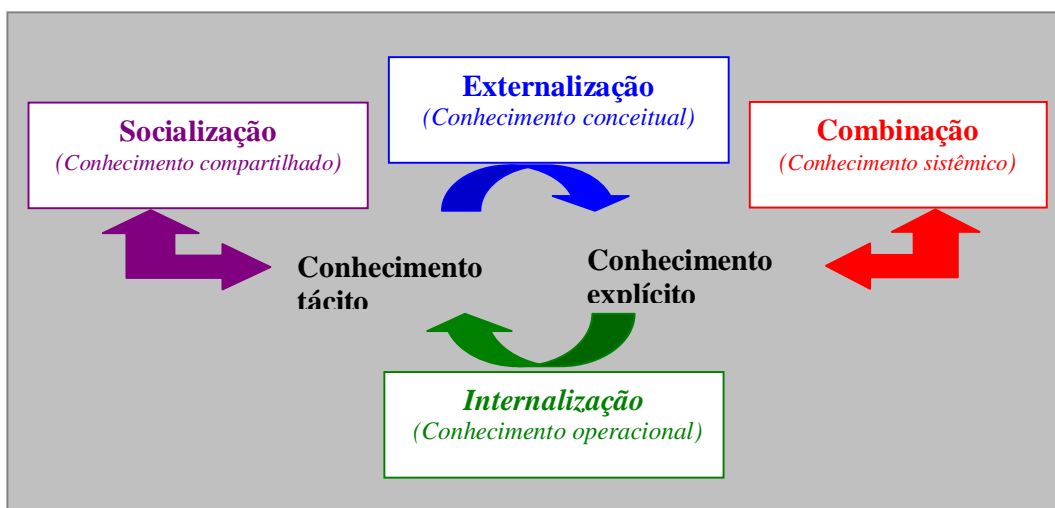 Externalização
(Conhecimento conceitual)
Socialização
(Conhecimento compartilhado)
Combinação
(Conhecimento sistêmico)
Conhecimento
tácito
Conhecimento
explícito
Internalização
(Conhecimento operacional)